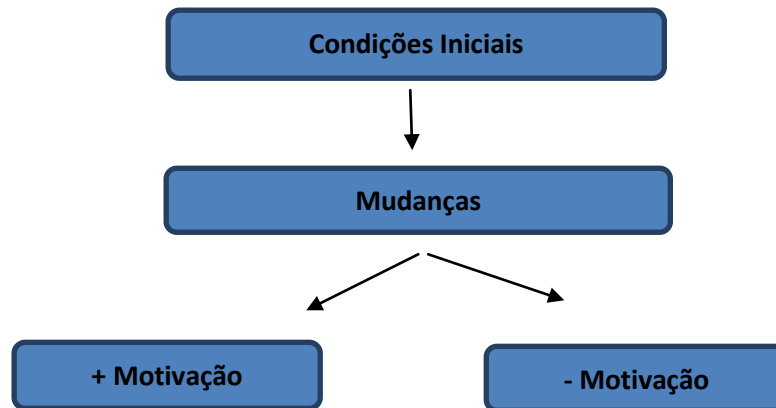 Condições Iniciais
Mudanças
+ Motivação
- Motivação